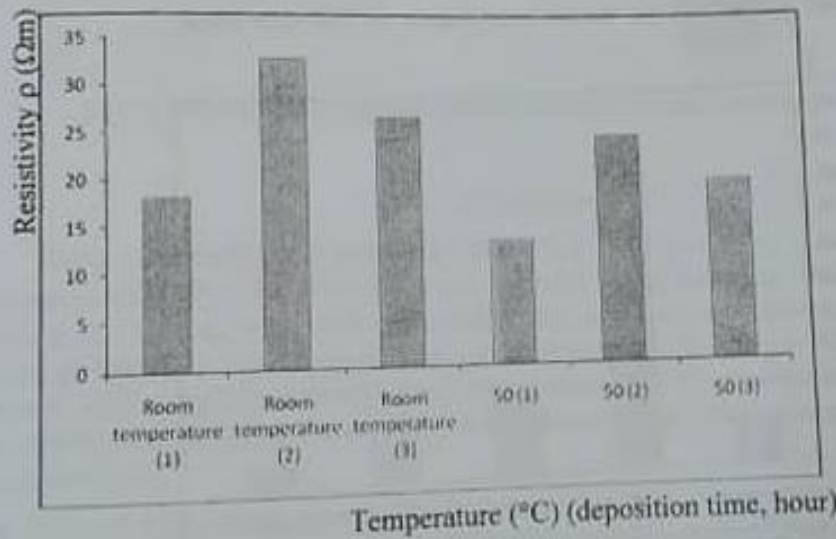 Resistivity ρ (Ωm)
35
30
25
20
15
10
5
0
Room
temperature
(1)
Room
temperature
(2)
Room
temperature
(3)
50 (1)
50 (2)
50 (3)
Temperature (°C) (deposition time, hour)